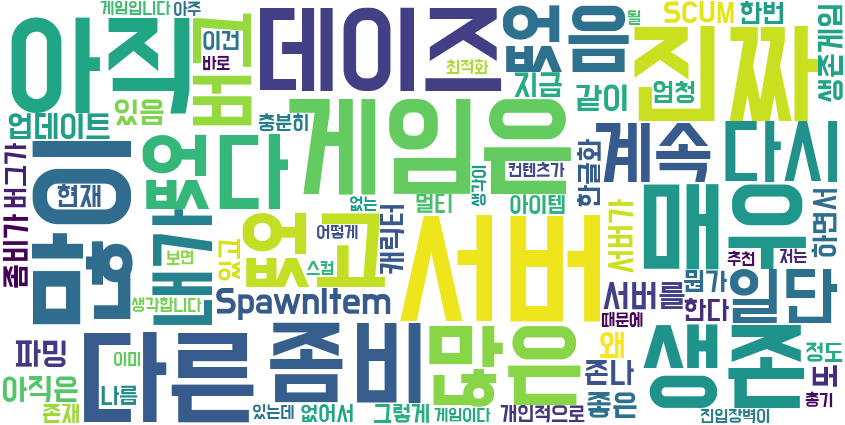 게임입니다
아주
아직
이건
바로
데이즈
최적화
없음
될
SCUM
한번
진짜
생존게임
지금
같이
엄청
업데이트
있음
충분히
좀비가
버그가
현재
없다
게임은
컨텐츠가
생각이
한글화
계속
다시
없는
멀티
아이템
내가
보면
있고
없고
어떻게
스컴
캐릭터
서버
서버가
매우
추천
저는
하면서
뭔가
일단
한다
서버를
때문에
생각합니다
SpawnItem
파밍
이미
아직은
나름
존재
다른
좀비
많은
왜
존나
좋은
생존
정도
버
총기
있는데
없어서
그렇게
게임이다
개인적으로
진입장벽이